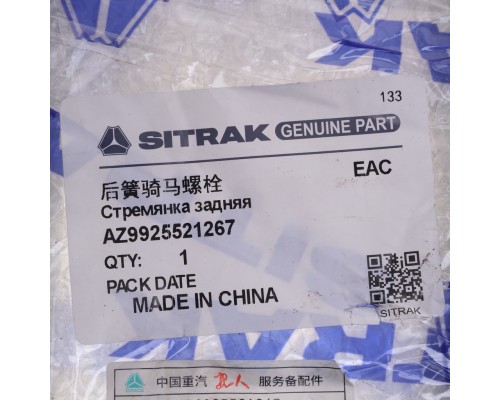 133
SITRAK GENUINE PART
EAC
后簧骑马螺栓
Стремянка задняя
AZ9925521267
QTY: 1
PACK DATE
MADE IN CHINA
SITRAK
中国重汽 亲人 服务备配件